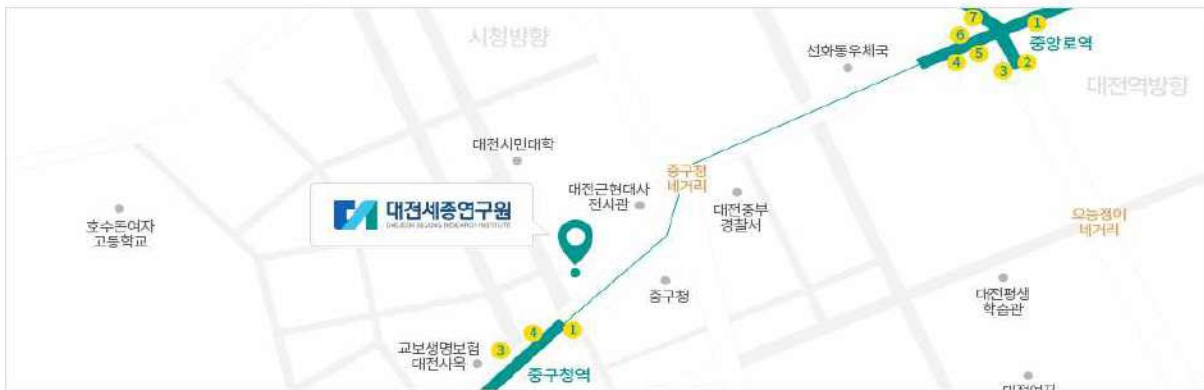 7
1
시청방향
6
중앙로역
선화동우체국
5
4
3
2
대전역방향
대전시민대학
중구청
네거리
대전근현대사
전시관
대전세종연구원
DAEJEON SEJONG RESEARCH INSTITUTE
대전중부
경찰서
호수돈여자
고등학교
오능쟁이
네거리
중구청
대전평생
학습관
4
1
교보생명보험
대전사옥
3
중구청역